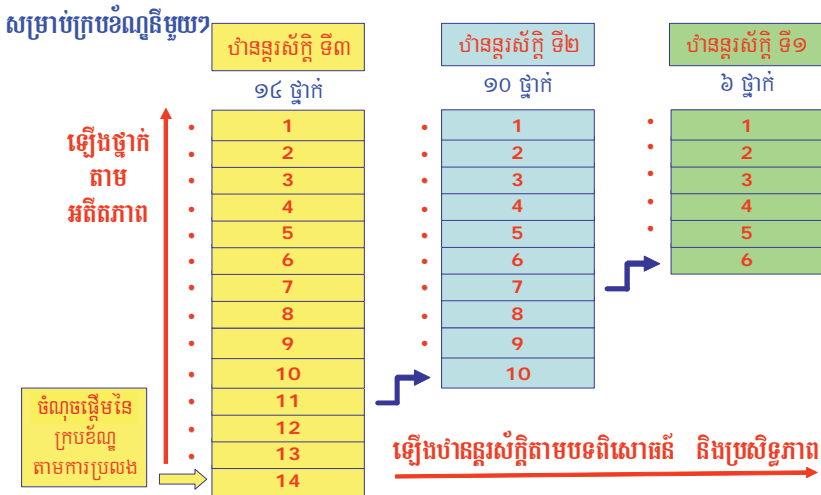 សម្រាប់ក្របខ័ណ្ឌនីមួយៗ
ឋានន្តរស័ក្តិ ទី៣
ឋានន្តរស័ក្តិ ទី២
ឋានន្តរស័ក្តិ ទី១
១៤ ថ្នាក់
១០ ថ្នាក់
៦ ថ្នាក់
ឡើងថ្នាក់
តាម
អតីតភាព
1
2
3
4
5
6
7
8
9
10
11
12
13
14
1
2
3
4
5
6
7
8
9
10
1
2
3
4
5
6
ចំណុចផ្តើមនៃ
ក្របខ័ណ្ឌ
តាមការប្រលង
ឡើងឋានន្តរស័ក្តិតាមបទពិសោធន៍ និងប្រសិទ្ធភាព